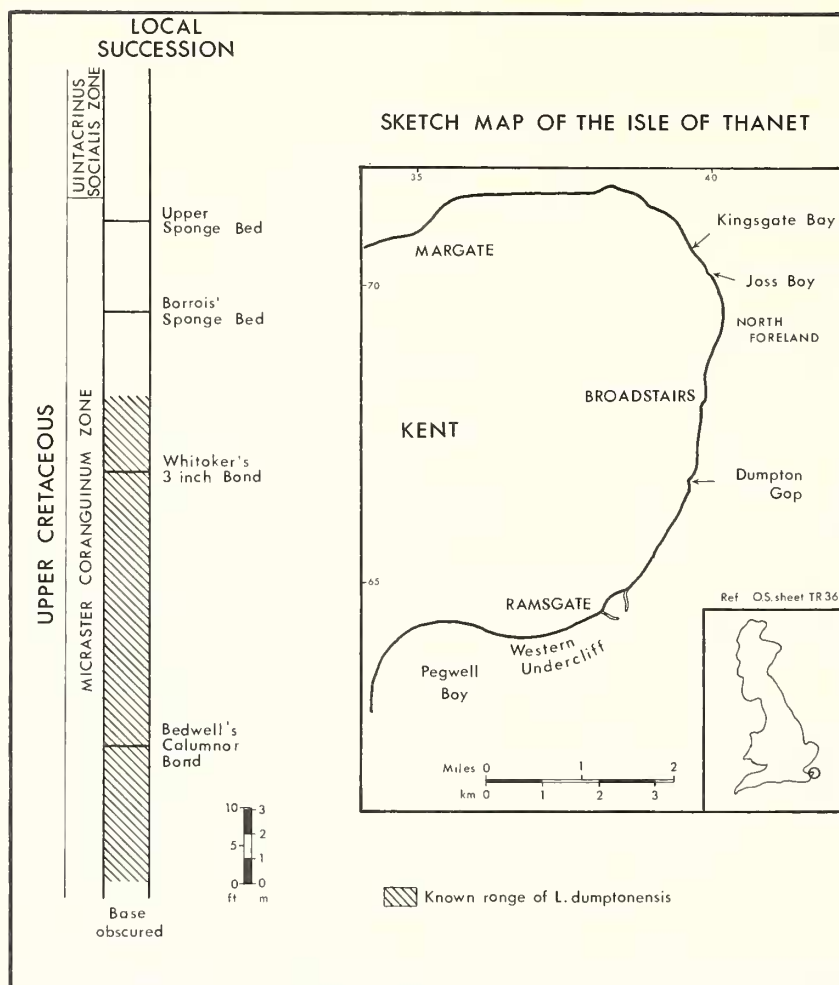 LOCAL
SUCCESSION
UINTACRINUS
SOCIALIS ZONE
MICRASTER CORANGUINUM ZONE
UPPER CRETACEOUS
Upper
Sponge Bed
Borrois'
Sponge Bed
Whitoker's
3 inch Bond
Bedwell's
Calumnor
Bond
10 3
2
5
1
0 0
ft m
Base
obscured
SKETCH MAP OF THE ISLE OF THANET
35
40
Kingsgate Bay
MARGATE
Joss Boy
70
NORTH
FORELAND
BROADSTAIRS
KENT
Dumpton
Gop
65
RAMSGATE
Ref O.S. sheet TR 36
Western
Undercliff
Pegwell
Boy
Miles 0 1 2
km 0 1 2 3
Known range of L. dumptonensis